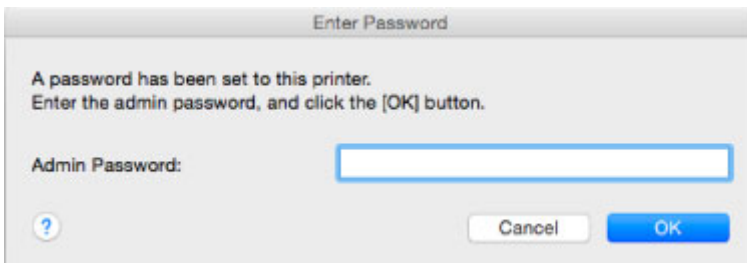 Enter Password
A password has been set to this printer.
Enter the admin password, and click the [OK] button.
Admin Password:
?
Cancel
OK